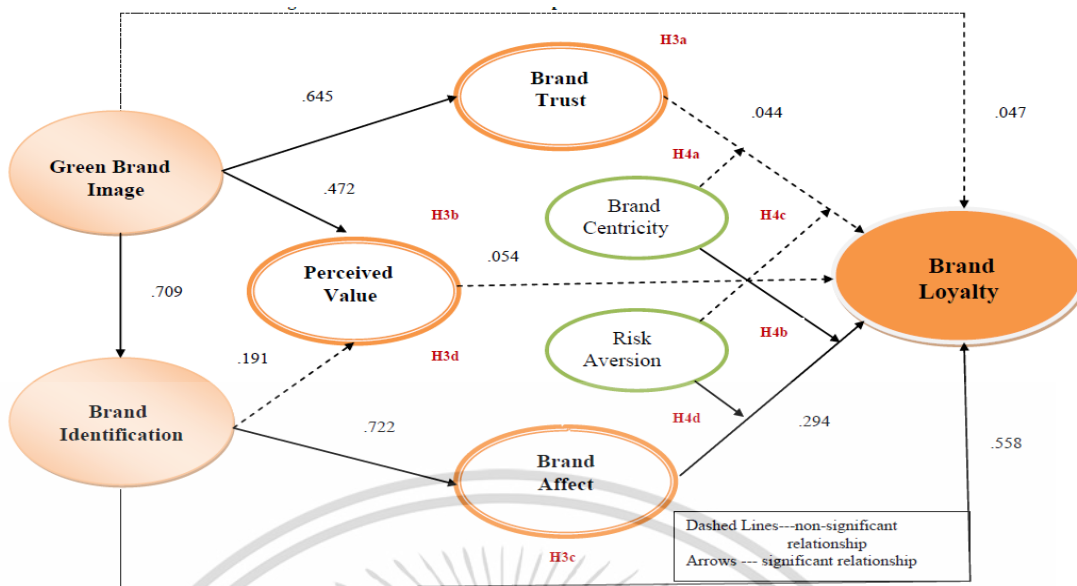 H3a
Brand
Trust
.645
.044
.047
Green Brand
Image
H4a
.472
Brand
Centricity
H4c
H3b
Perceived
Value
.054
Brand
Loyalty
.709
Risk
Aversion
H4b
.191
H3d
Brand
Identification
.722
H4d
.294
.558
Brand
Affect
Dashed Lines---non-significant
relationship
Arrows --- significant relationship
H3c